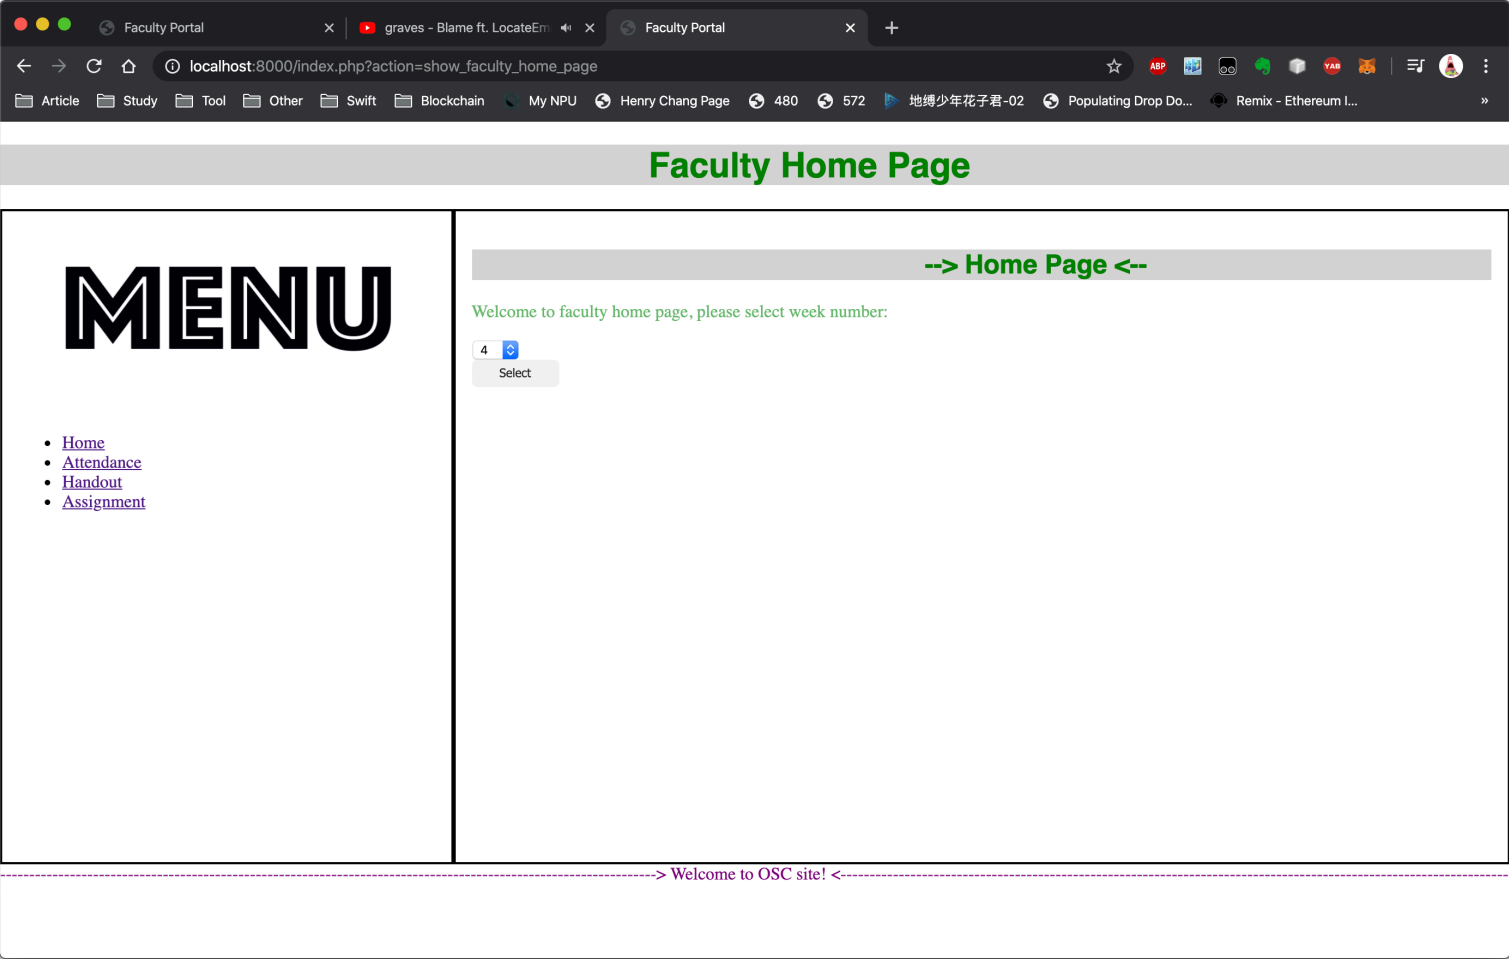 Faculty Portal graves - Blame ft. LocateEm Faculty Portal
localhost:8000/index.php?action=show_faculty_home_page ABP YAB
Article Study Tool Other Swift Blockchain My NPU Henry Chang Page 480 572 地缚少年花子君-02 Populating Drop Do... Remix - Ethereum I... »
Faculty Home Page
MENU
Home
Attendance
Handout
Assignment
--> Home Page <--
Welcome to faculty home page, please select week number:
4
Select
-----------------------------------------------------------------------------------------------------------------> Welcome to OSC site! <-------------------------------------------------------------------------------------------------------------------